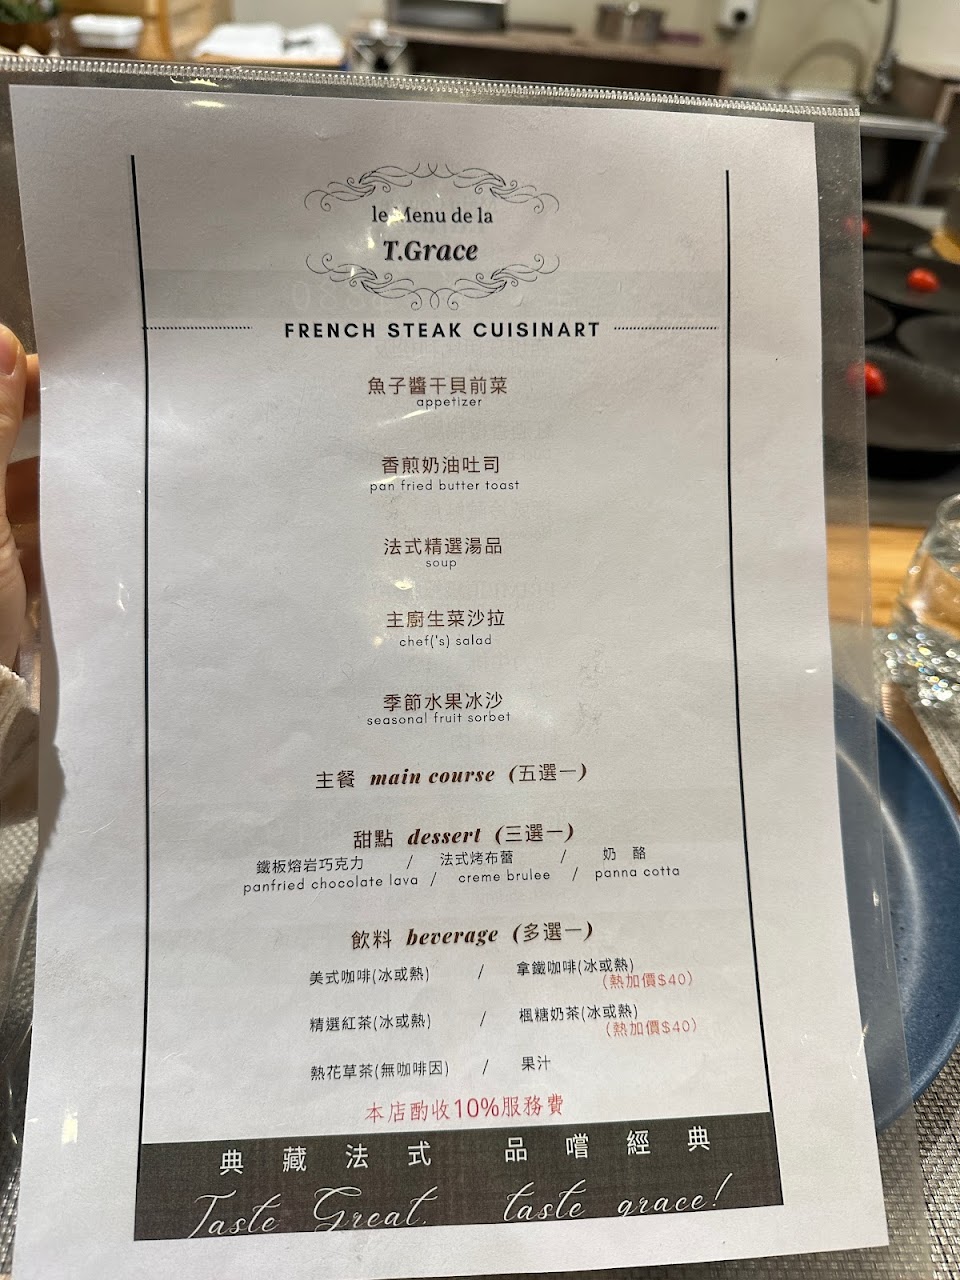 le Menu de la
T.Grace
FRENCH STEAK CUISINART
魚子醬干貝前菜
appetizer
香煎奶油吐司
pan fried butter toast
法式精選湯品
soup
主廚生菜沙拉
chef('s) salad
季節水果冰沙
seasonal fruit sorbet
主餐 main course (五選一)
甜點 dessert (三選一)
鐵板熔岩巧克力 / 法式烤布蕾 / 奶 酪
panfried chocolate lava / creme brulee / panna cotta
飲料 beverage (多選一)
美式咖啡(冰或熱) / 拿鐵咖啡(冰或熱)
(熱加價$40)
精選紅茶(冰或熱) / 楓糖奶茶(冰或熱)
(熱加價$40)
熱花草茶(無咖啡因) / 果汁
本店酌收10%服務費
典藏法式 品嚐經典
Taste Great. taste grace!